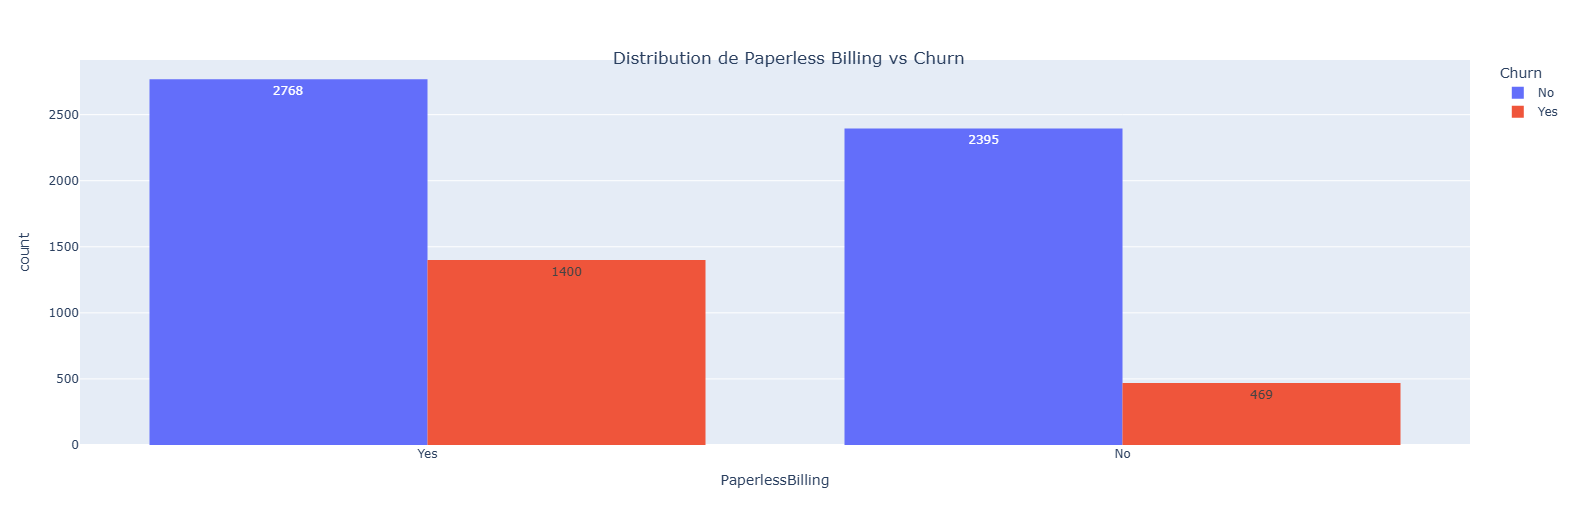 Distribution de Paperless Billing vs Churn
Churn
No
Yes
2768
2395
1400
469
2500
2000
1500
1000
500
0
count
Yes
No
PaperlessBilling